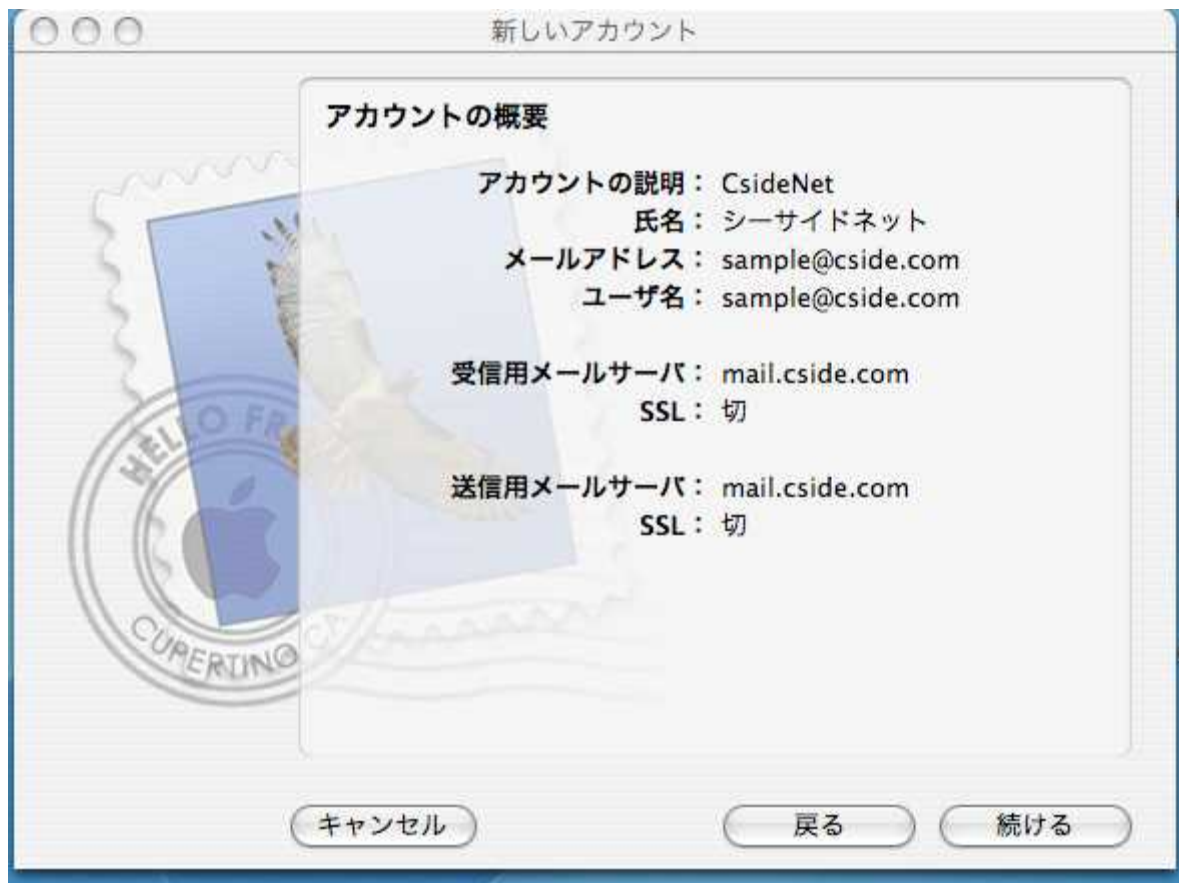 新しいアカウント
アカウントの概要
アカウントの説明： CsideNet
氏名： シーサイドネット
メールアドレス： sample@cside.com
ユーザ名： sample@cside.com
受信用メールサーバ： mail.cside.com
SSL： 切
送信用メールサーバ： mail.cside.com
SSL： 切
HELLO FR
CUPERTINO CA
キャンセル 戻る 続ける